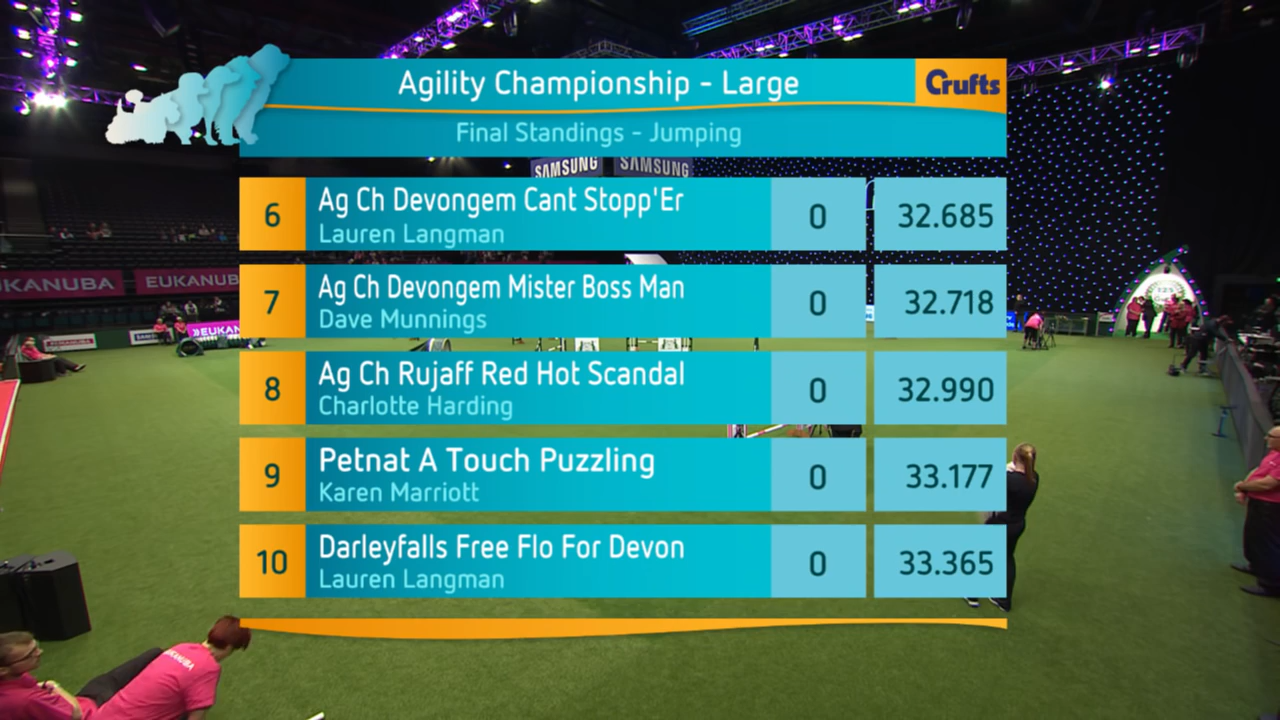 Agility Championship - Large
Crufts
Final Standings - Jumping
SAMSUNG SAMSUNG
6 Ag Ch Devongem Cant Stopp'Er 0 32.685
Lauren Langman
7 Ag Ch Devongem Mister Boss Man 0 32.718
Dave Munnings
8 Ag Ch Rujaff Red Hot Scandal 0 32.990
Charlotte Harding
9 Petnat A Touch Puzzling 0 33.177
Karen Marriott
10 Darleyfalls Free Flo For Devon 0 33.365
Lauren Langman
UKANUBA EUKANUB
»EUKAN